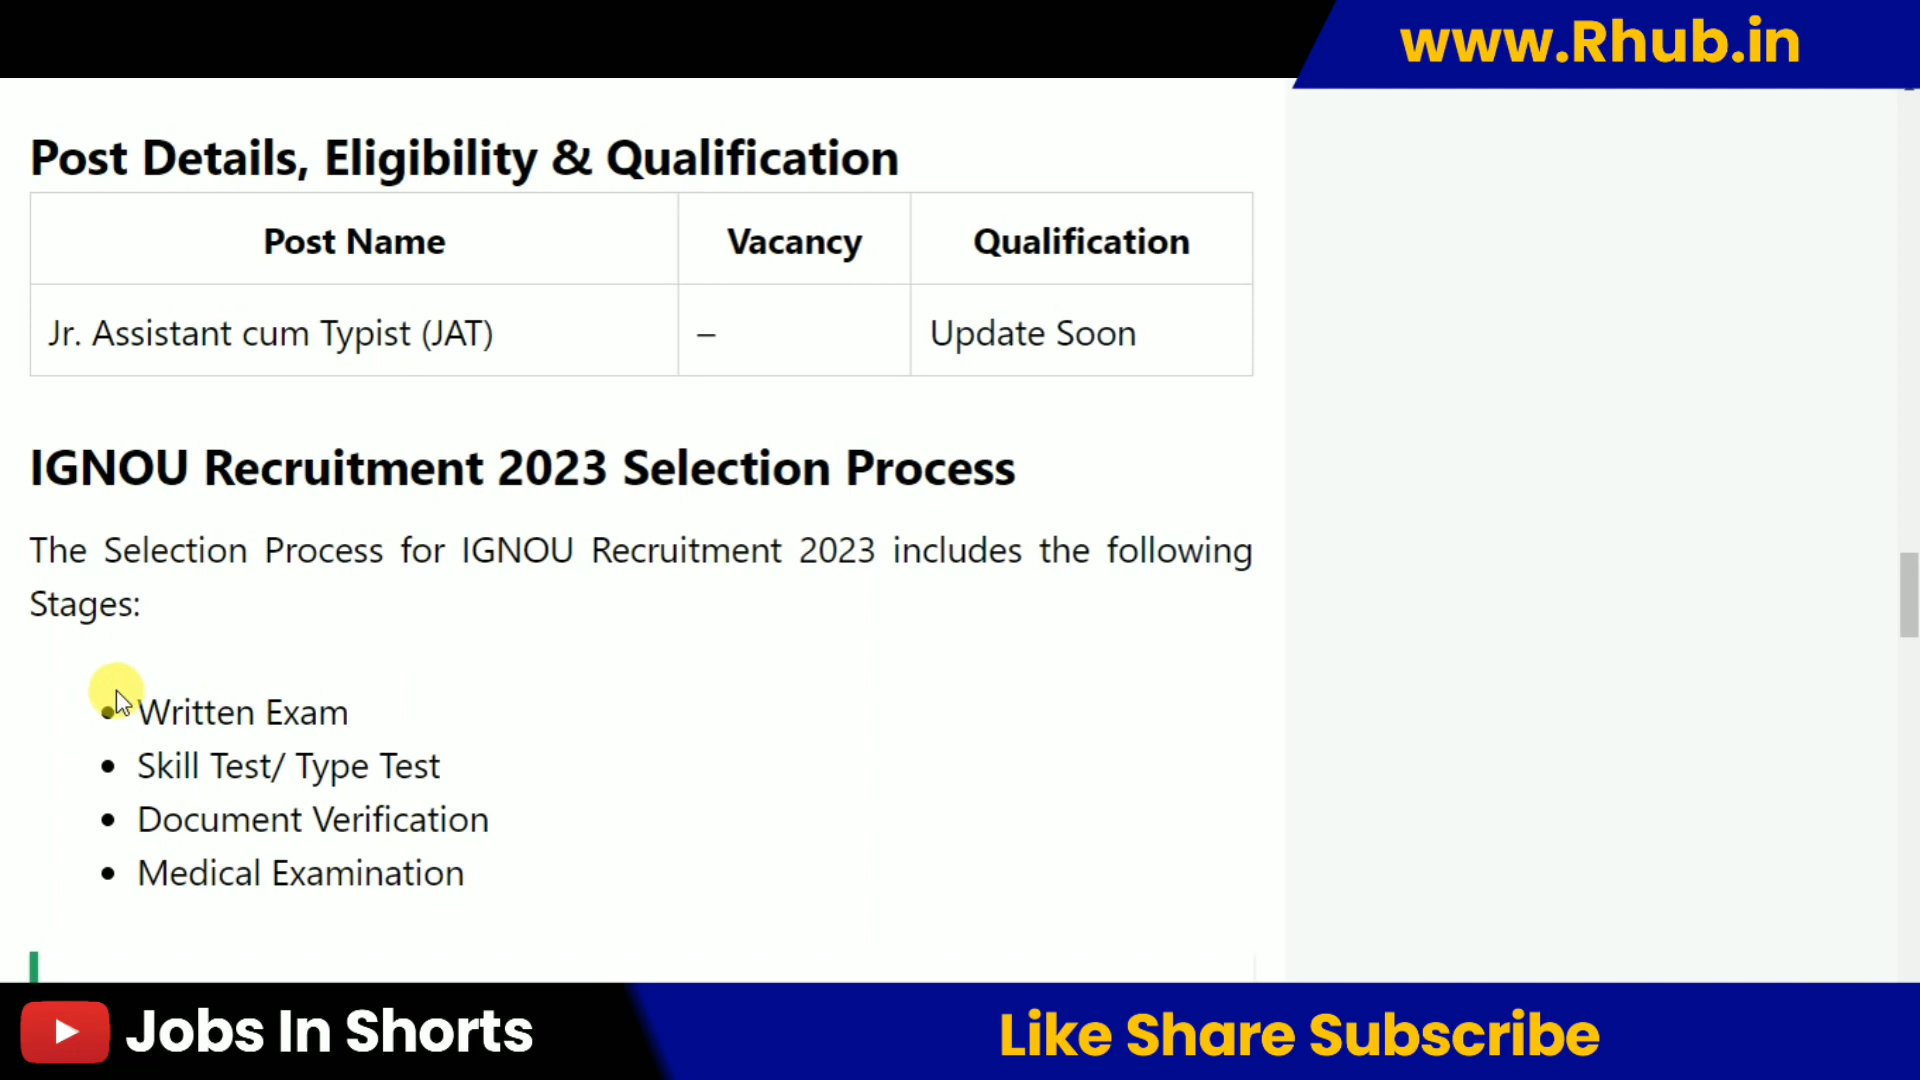 www.Rhub.in
Post Details, Eligibility & Qualification
Post Name Vacancy Qualification
Jr. Assistant cum Typist (JAT) – Update Soon
IGNOU Recruitment 2023 Selection Process
The Selection Process for IGNOU Recruitment 2023 includes the following
Stages:
• Written Exam
• Skill Test/ Type Test
• Document Verification
• Medical Examination
Jobs In Shorts
Like Share Subscribe